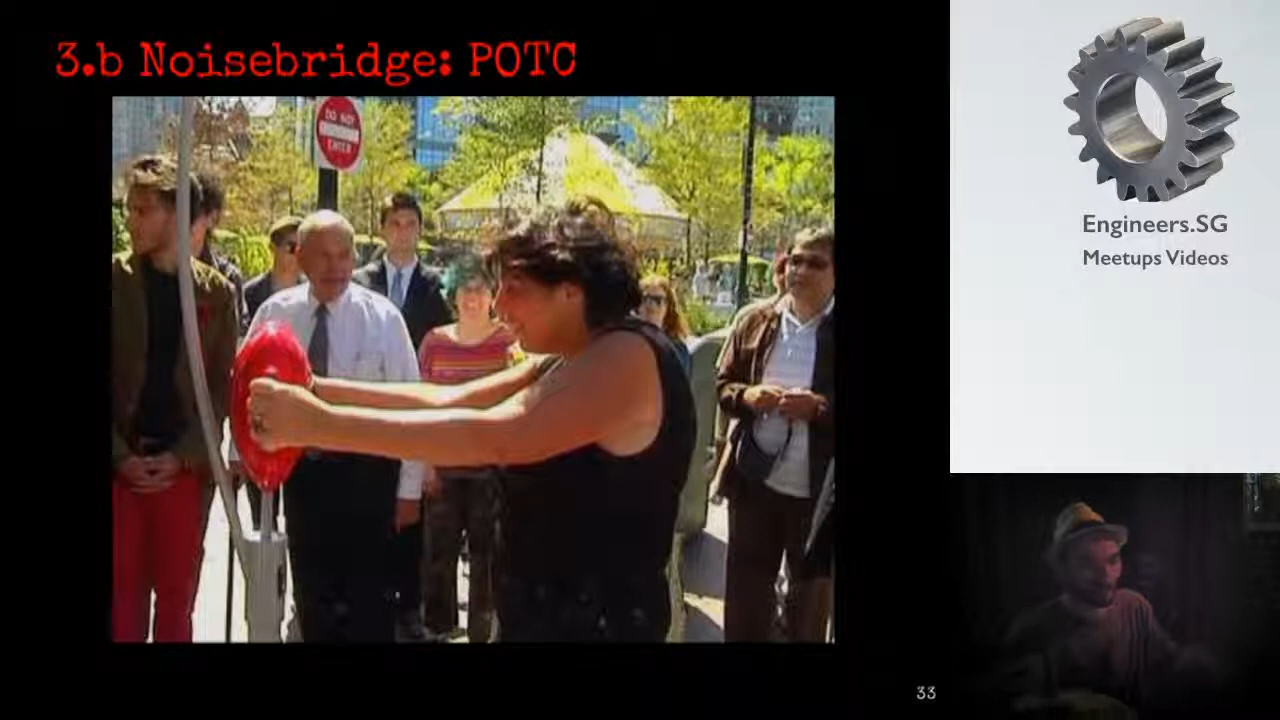 3.b Noisebridge: POTC
DO NOT
ENTER
Engineers.SG
Meetups Videos
33